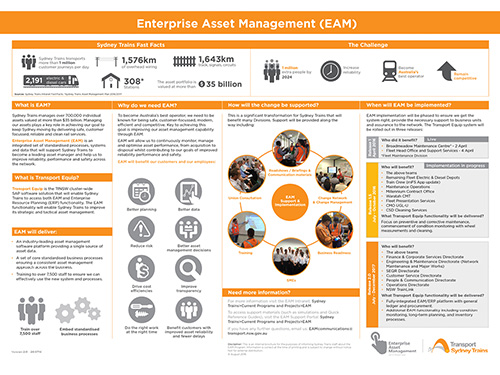 Enterprise Asset Management (EAM)
Sydney Trains Fast Facts
The Challenge
Sydney Trains transports
more than 1 million
customer journeys per day
2,191 electric &
diesel cars
1,576km
of overhead wiring
308*
Stations
1,643km
track, signals, circuits
The asset portfolio is
valued at more than $ 35 billion
1 million
extra people by
2024
Increase
reliability
Become
Australia's
best operator
Remain
competitive
What is EAM?
Sydney Trains manage over 700,000 individual
assets valued at more than $35 billion. Managing
our assets plays a key role in achieving our goal to
keep Sydney moving by delivering safe, customer
focused, reliable and clean rail services.
Enterprise Asset Management (EAM) is an
integrated set of standardised processes, systems
and data that will support Sydney Trains to
become a leading asset manager and help us to
improve reliability, performance and safety across
the network.
What is Transport Equip?
Transport Equip is the TfNSW cluster-wide
SAP software solution that will enable Sydney
Trains to access both EAM and Enterprise
Resource Planning (ERP) functionality. The EAM
functionality will enable Sydney Trains to improve
its strategic and tactical asset management.
EAM will deliver:
An industry-leading asset management
software platform providing a single source of
asset data.
A set of core standardised business processes
ensuring a consistent asset management
approach across the business.
Training to over 7,500 staff to ensure we can
effectively use the new system and processes.
Train over
7,500 staff
Embed standardised
business processes
Why do we need EAM?
To become Australia's best operator, we need to be
known for being safe, customer focussed, modern,
efficient and competitive. Key to achieving this
goal is improving our asset management capability
through EAM.
EAM will allow us to continuously monitor, manage
and optimise asset performance, from acquisition to
disposal whilst contributing to our goals of improved
reliability performance and safety.
EAM will benefit our customers and our employees:
Better planning
Better data
Reduce risk
Better asset
management decisions
Drive cost
efficiencies
Improve
transparency
Do the right work
at the right time
Benefit customers with
improved asset reliability
and fewer delays
How will the change be supported?
This is a significant transformation for Sydney Trains that will
benefit many Divisions. Support will be provided along the
way including:
Roadshows / Briefings &
Communication materials
Union Consultation
EAM
Support &
Implementation
Change Network
& Change Management
Training
Business Readiness
SMEs
Need more information?
For more information visit the EAM Intranet: Sydney
Trains>Current Programs and Projects>EAM
To access support materials (such as simulations and Quick
Reference Guides), visit the EAM Support Portal: Sydney
Trains>Current Programs and Projects>EAM
If you have any further questions, email us: EAMcommunications@
transport.nsw.gov.au
When will EAM be implemented?
EAM implementation will be phased to ensure we get the
system right, provide the necessary support to business units
and assurance to the network. The Transport Equip system will
be rolled out in three releases:
Who did it benefit?
Live
Broadmeadow Maintenance Center* - 2 April
Fleet Head Office and Support Services - 4 April
*Fleet Maintenance Division
Implementation in progress
Who will benefit?
The above teams
Remaining Fleet Electric and Diesel Depots
Train Crew (mFS App update)
Maintenance Operations
Millenium Contract Office
Waratah CMT
Fleet Presentation Services
CMO UGL-U
CSD Cleaning Services
What Transport Equip functionality will be delivered?
Focus on preventive and corrective maintenance,
commencement of condition monitoring with wheel
measurements and cleaning.
Who will benefit?
The above teams
Finance & Corporate Services Directorate
Engineering & Maintenance Directorate (Network
Maintenance and Major Works)
SEQR Directorate
Customer Service Directorate
People & Communication Directorate
Operations Directorate
NSW TrainLink
What Transport Equip functionality will be delivered?
Fully-integrated EAM/ERP platform with general
ledger and procurement.
Additional EAM functionality including condition
monitoring, long-term planning, and inventory
processes.
Enterprise
Asset
Management
Transport
Sydney Trains